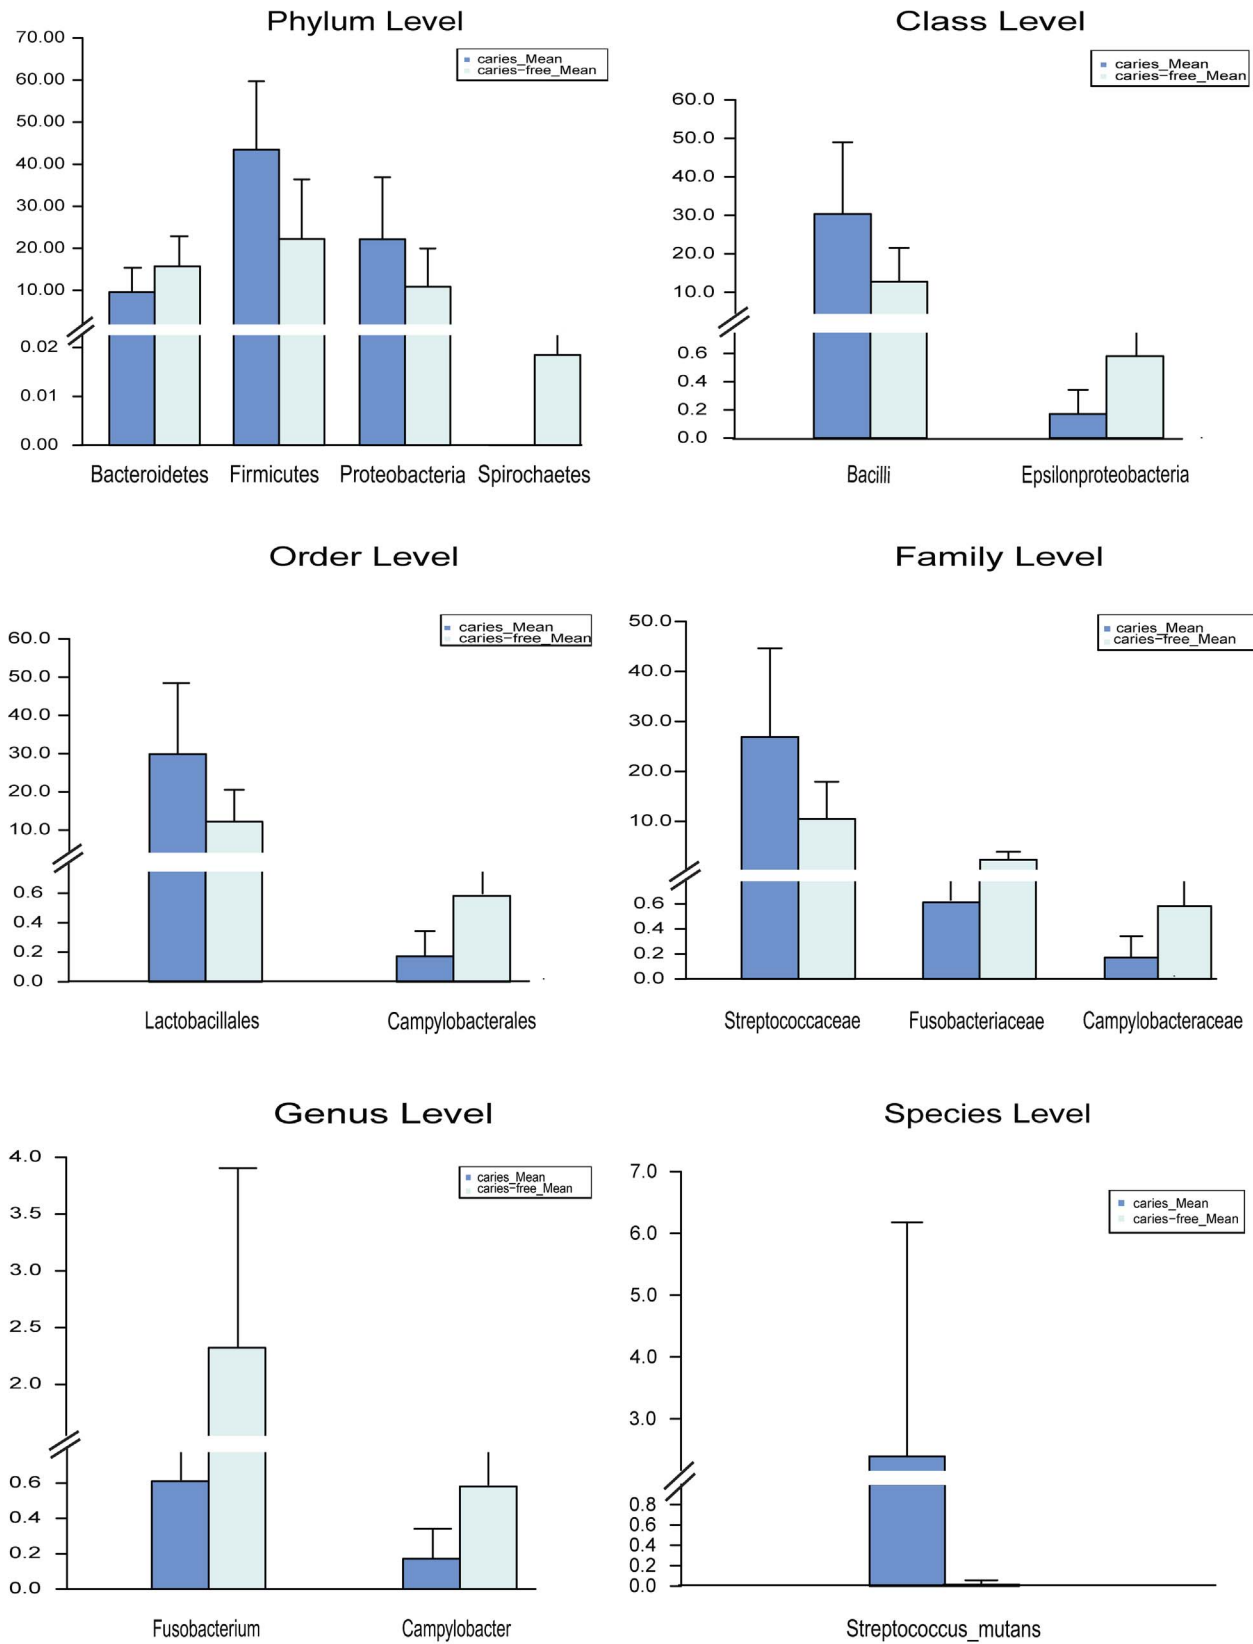 Phylum Level
caries_Mean
caries-free_Mean
70.00
60.00
50.00
40.00
30.00
20.00
10.00
0.02
0.01
0.00
Bacteroidetes Firmicutes Proteobacteria Spirochaetes
Class Level
caries_Mean
caries-free_Mean
60.0
50.0
40.0
30.0
20.0
10.0
0.6
0.4
0.2
0.0
Bacilli Epsilonproteobacteria
Order Level
caries_Mean
caries-free_Mean
60.0
50.0
40.0
30.0
20.0
10.0
0.6
0.4
0.2
0.0
Lactobacillales Campylobacterales
Family Level
caries_Mean
caries-free_Mean
50.0
40.0
30.0
20.0
10.0
0.6
0.4
0.2
0.0
Streptococcaceae Fusobacteriaceae Campylobacteraceae
Genus Level
caries_Mean
caries-free_Mean
4.0
3.5
3.0
2.5
2.0
0.6
0.4
0.2
0.0
Fusobacterium Campylobacter
Species Level
caries_Mean
caries-free_Mean
7.0
6.0
5.0
4.0
3.0
0.8
0.6
0.4
0.2
0.0
Streptococcus_mutans